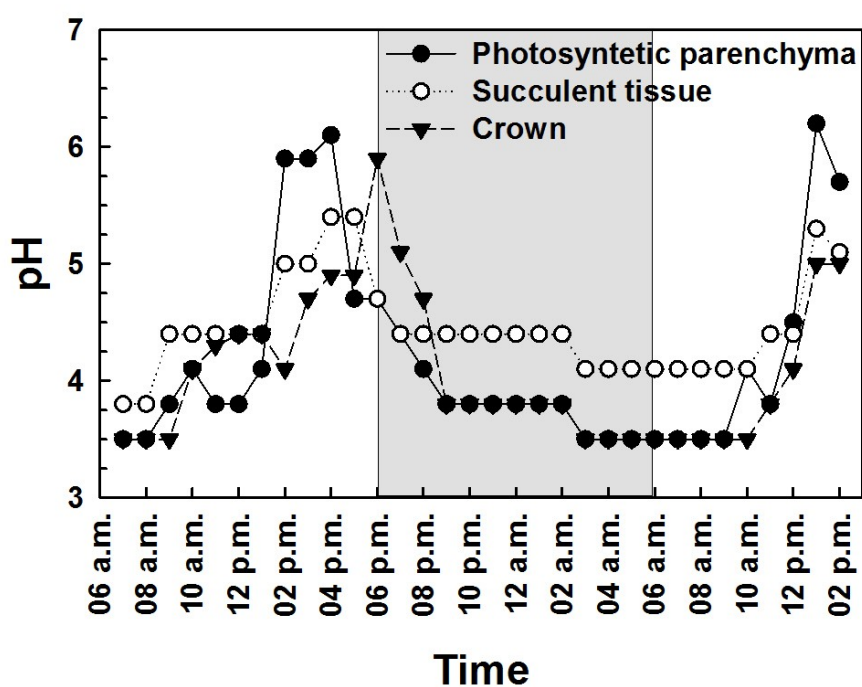 7
Photosyntetic parenchyma
Succulent tissue
Crown
6
5
4
3
pH
06 a.m.
08 a.m.
10 a.m.
12 p.m.
02 p.m.
04 p.m.
06 p.m.
08 p.m.
10 p.m.
12 a.m.
02 a.m.
04 a.m.
06 a.m.
08 a.m.
10 a.m.
12 p.m.
02 p.m.
Time